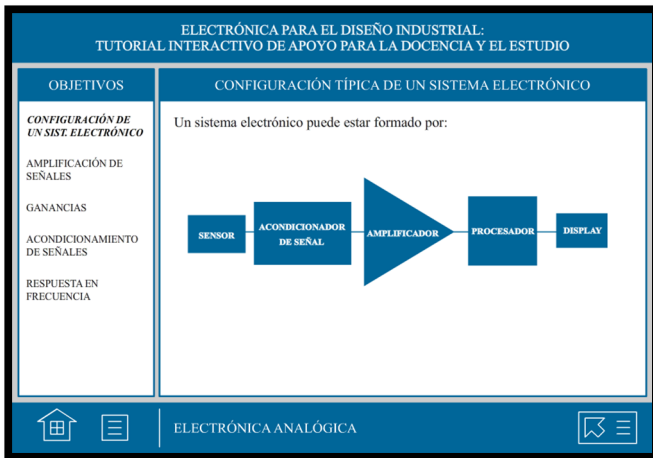 ELECTRÓNICA PARA EL DISEÑO INDUSTRIAL:
TUTORIAL INTERACTIVO DE APOYO PARA LA DOCENCIA Y EL ESTUDIO
OBJETIVOS
CONFIGURACIÓN DE
UN SIST. ELECTRÓNICO
AMPLIFICACIÓN DE
SEÑALES
GANANCIAS
ACONDICIONAMIENTO
DE SEÑALES
RESPUESTA EN
FRECUENCIA
CONFIGURACIÓN TÍPICA DE UN SISTEMA ELECTRÓNICO
Un sistema electrónico puede estar formado por:
SENSOR
ACONDICIONADOR
DE SEÑAL
AMPLIFICADOR
PROCESADOR
DISPLAY
ELECTRÓNICA ANALÓGICA